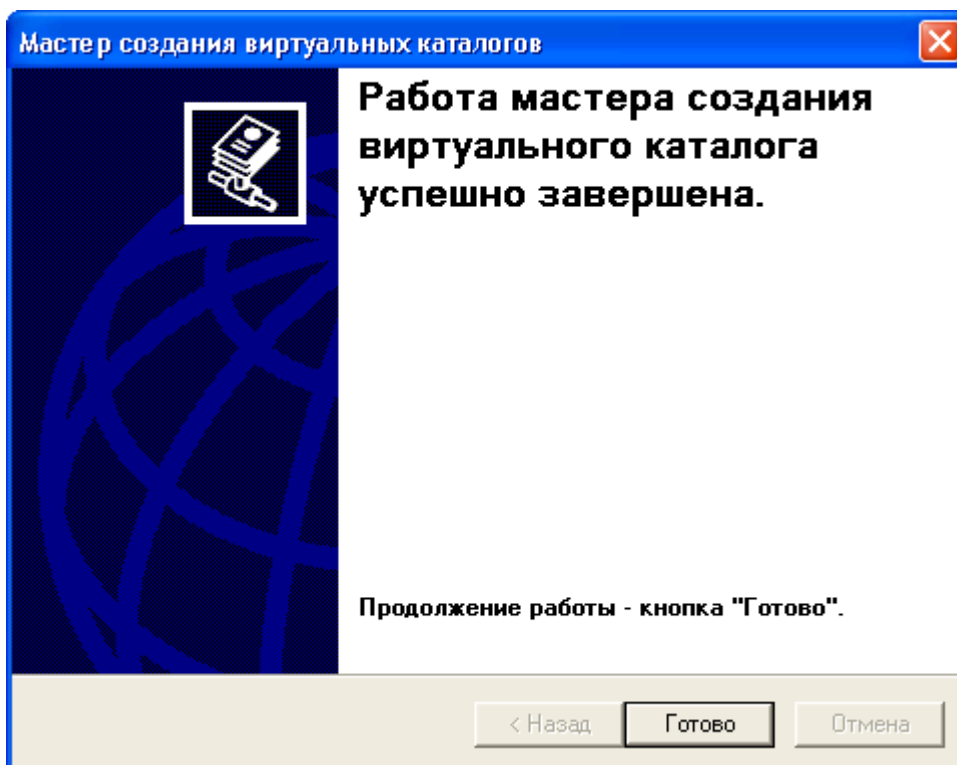 Мастер создания виртуальных каталогов
Работа мастера создания
виртуального каталога
успешно завершена.
Продолжение работы - кнопка "Готово".
< Назад
Готово
Отмена